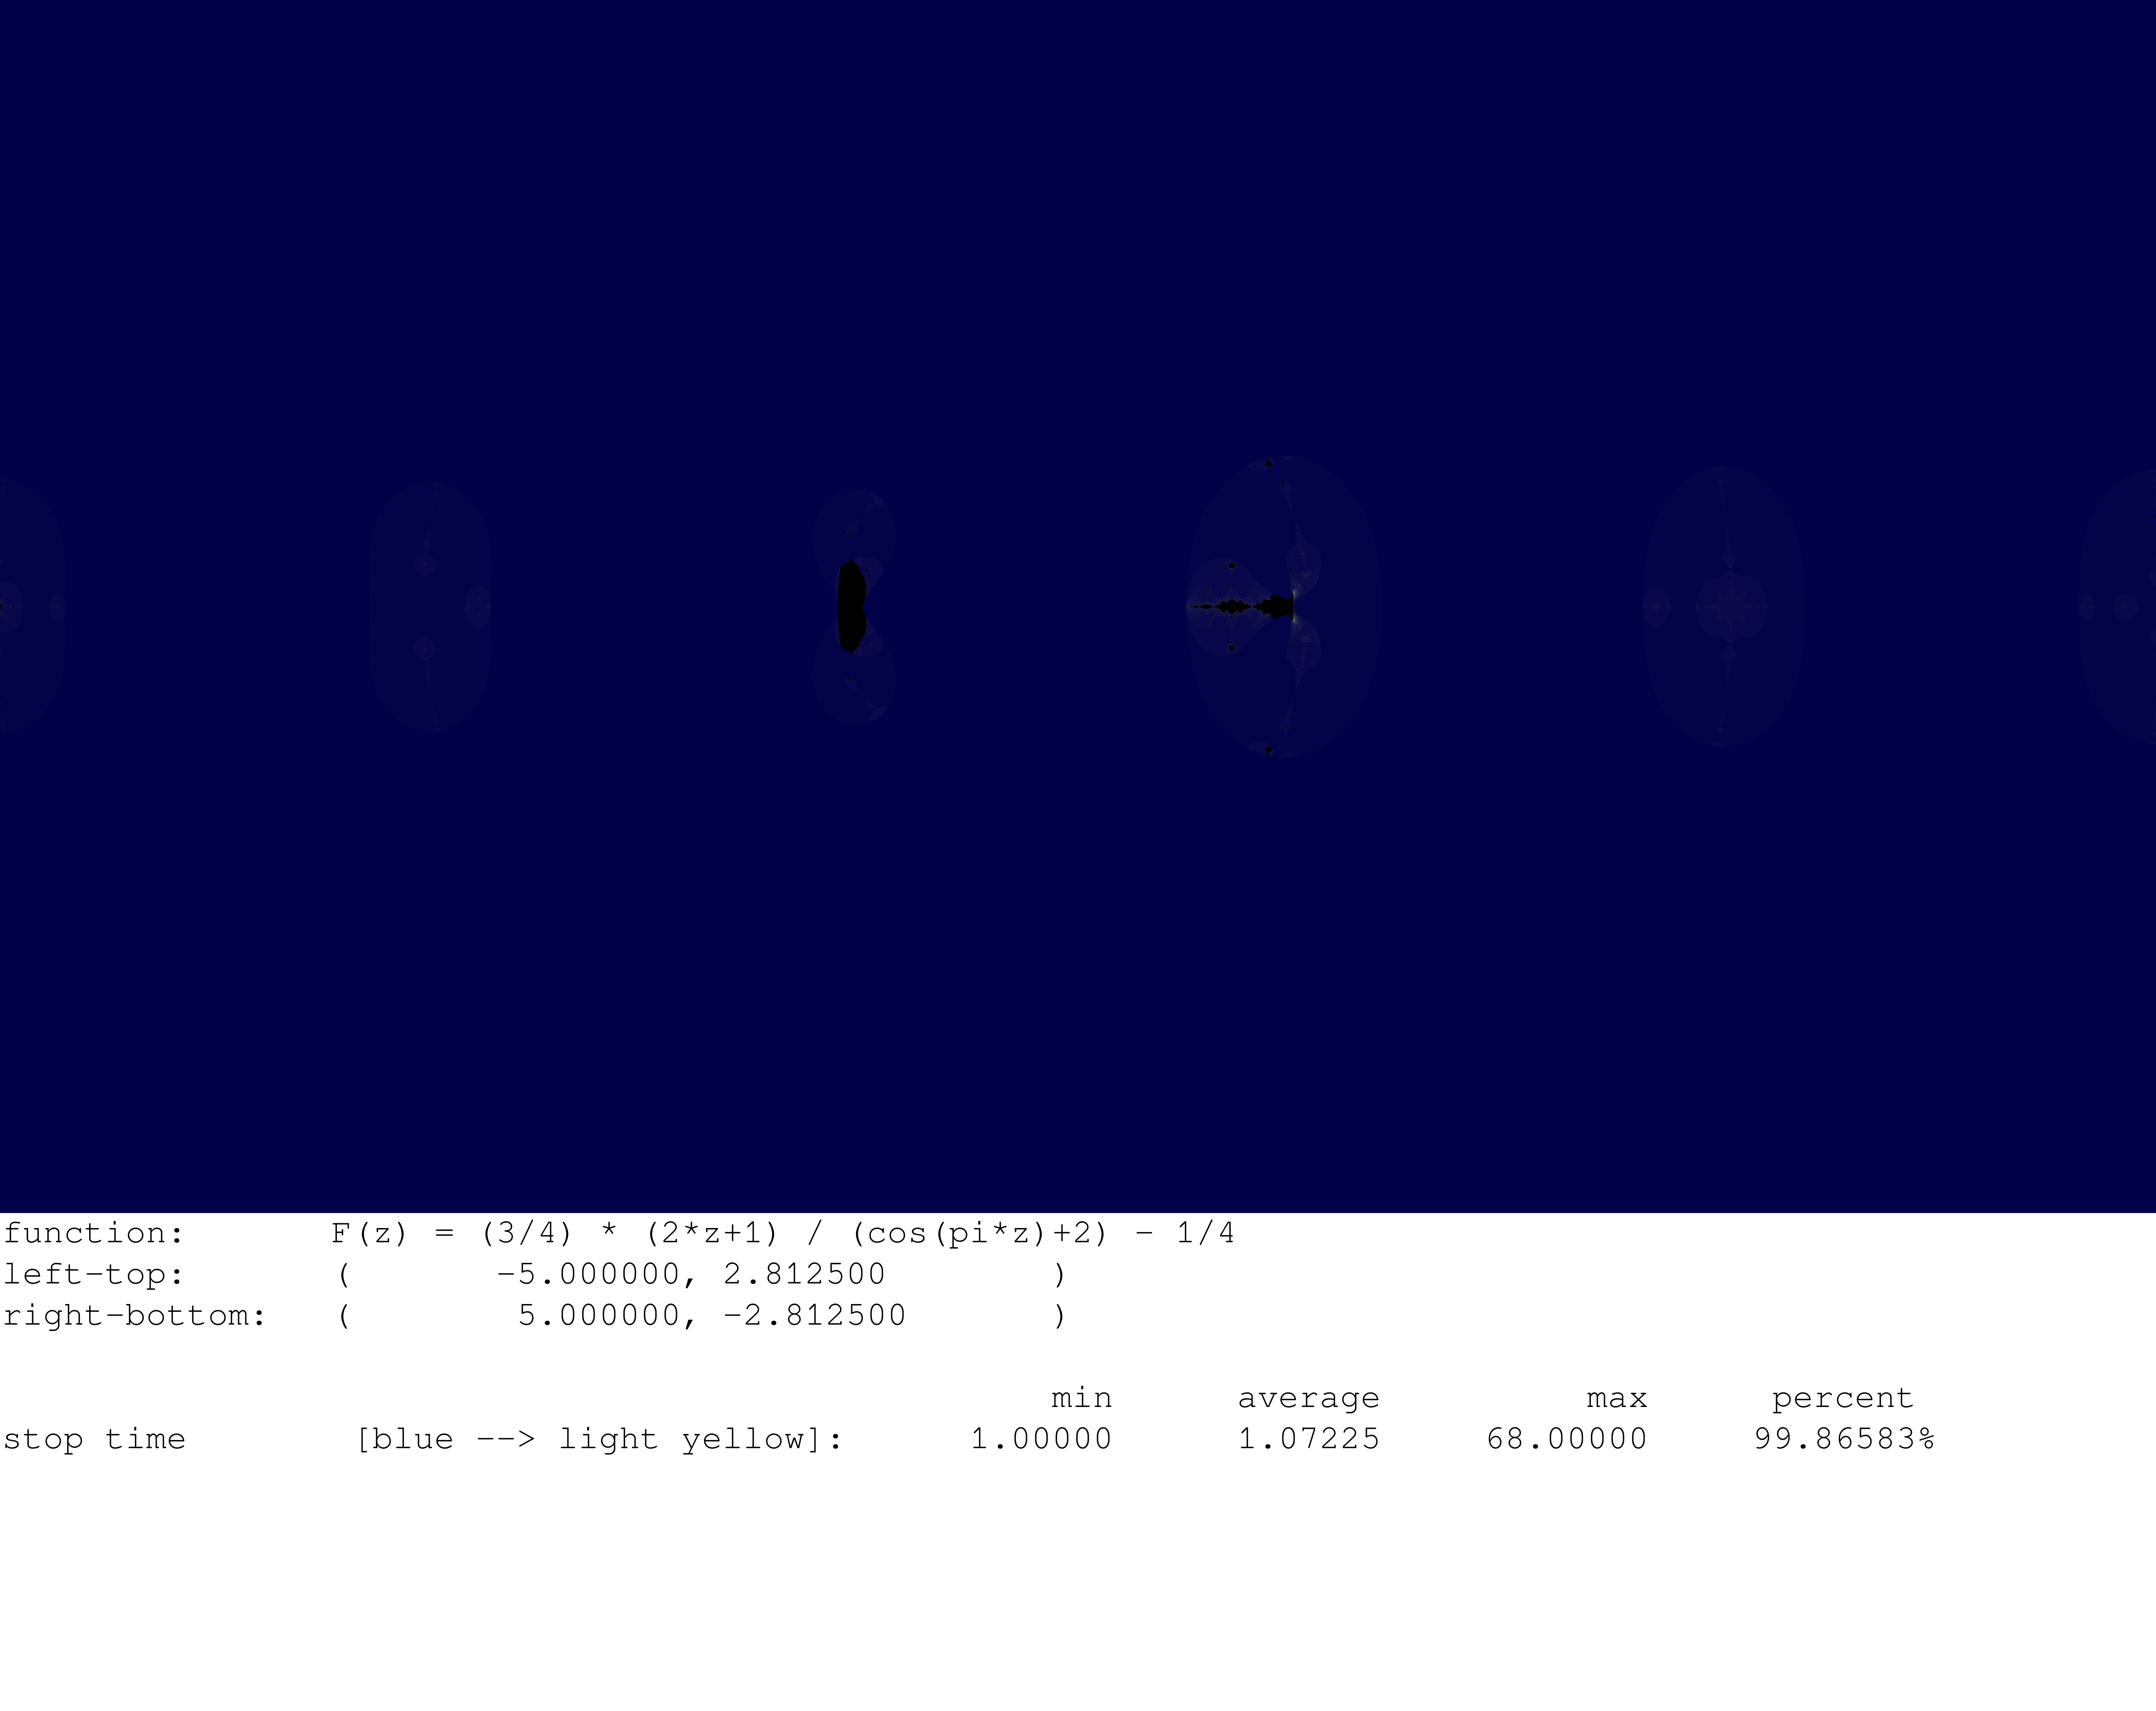 function: F(z) = (3/4) * (2*z+1) / (cos(pi*z)+2) - 1/4
left-top: ( -5.000000, 2.812500 )
right-bottom: ( 5.000000, -2.812500 )
min average max percent
stop time [blue --> light yellow]: 1.00000 1.07225 68.00000 99.86583%